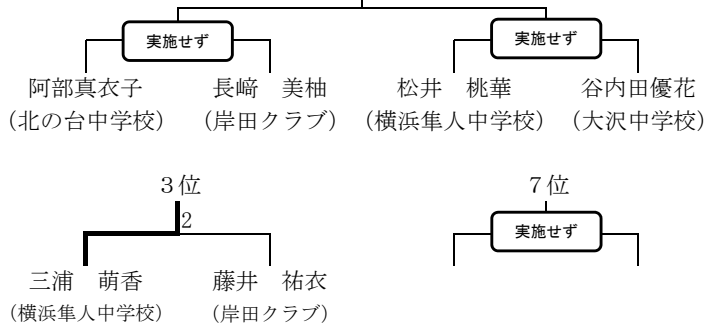 実施せず 実施せず
阿部真衣子 長﨑 美柚 松井 桃華 谷内田優花
(北の台中学校) (岸田クラブ) (横浜隼人中学校) (大沢中学校)
3位 7位
2 実施せず
三浦 萌香 藤井 祐衣
(横浜隼人中学校) (岸田クラブ)